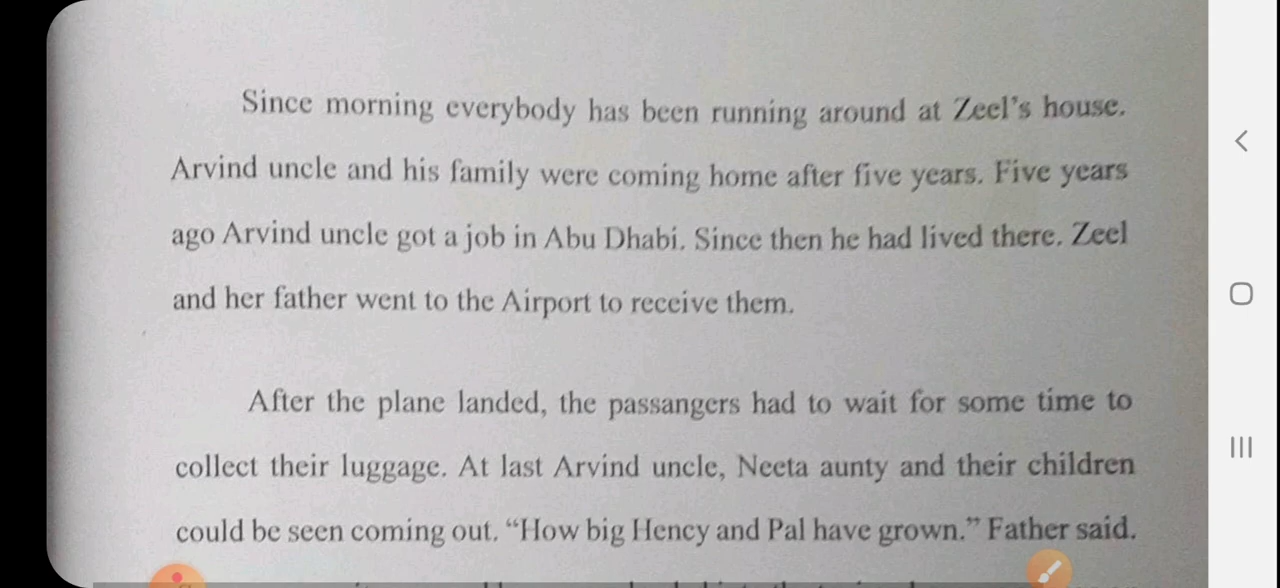 Since morning everybody has been running around at Zeel's house.
Arvind uncle and his family were coming home after five years. Five years
ago Arvind uncle got a job in Abu Dhabi. Since then he had lived there. Zeel
and her father went to the Airport to receive them.
After the plane landed, the passangers had to wait for some time to
collect their luggage. At last Arvind uncle, Neeta aunty and their children
could be seen coming out. “How big Hency and Pal have grown.” Father said.